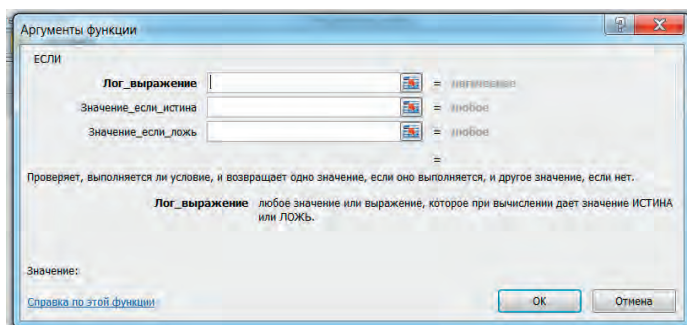 Аргументы функции
ЕСЛИ
Лог_выражение = логическое
Значение_если_истина = любое
Значение_если_ложь = любое
=
Проверяет, выполняется ли условие, и возвращает одно значение, если оно выполняется, и другое значение, если нет.
Лог_выражение любое значение или выражение, которое при вычислении дает значение ИСТИНА
или ЛОЖЬ.
Значение:
Справка по этой функции ОК Отмена